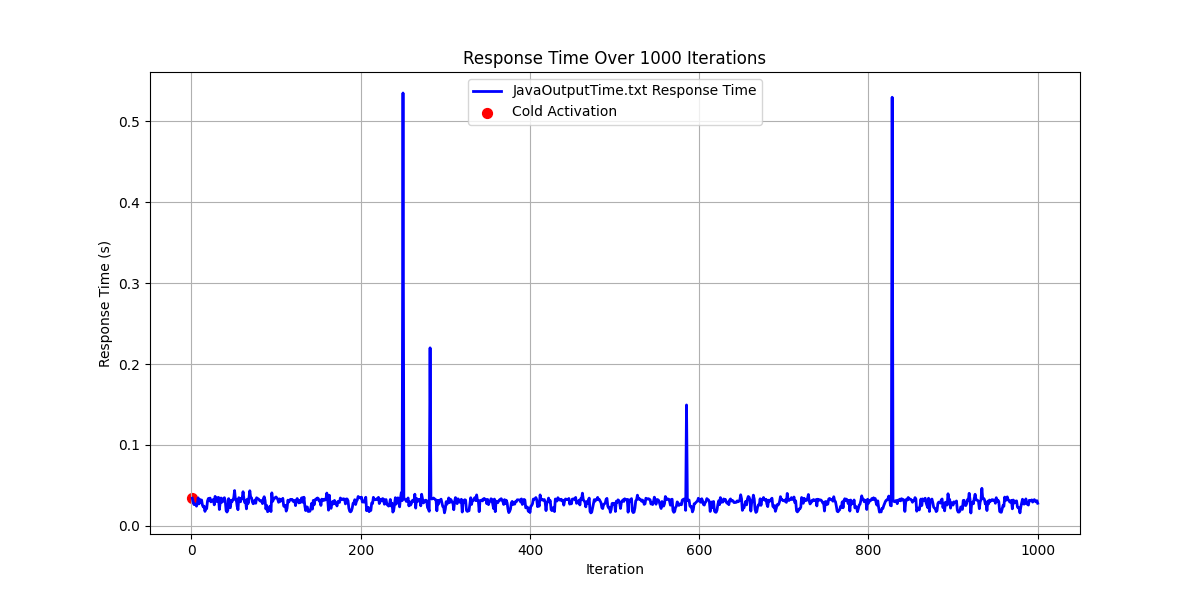 Response Time Over 1000 Iterations
JavaOutputTime.txt Response Time
Cold Activation
0.5
0.4
0.3
0.2
0.1
0.0
Response Time (s)
0 200 400 600 800 1000
Iteration